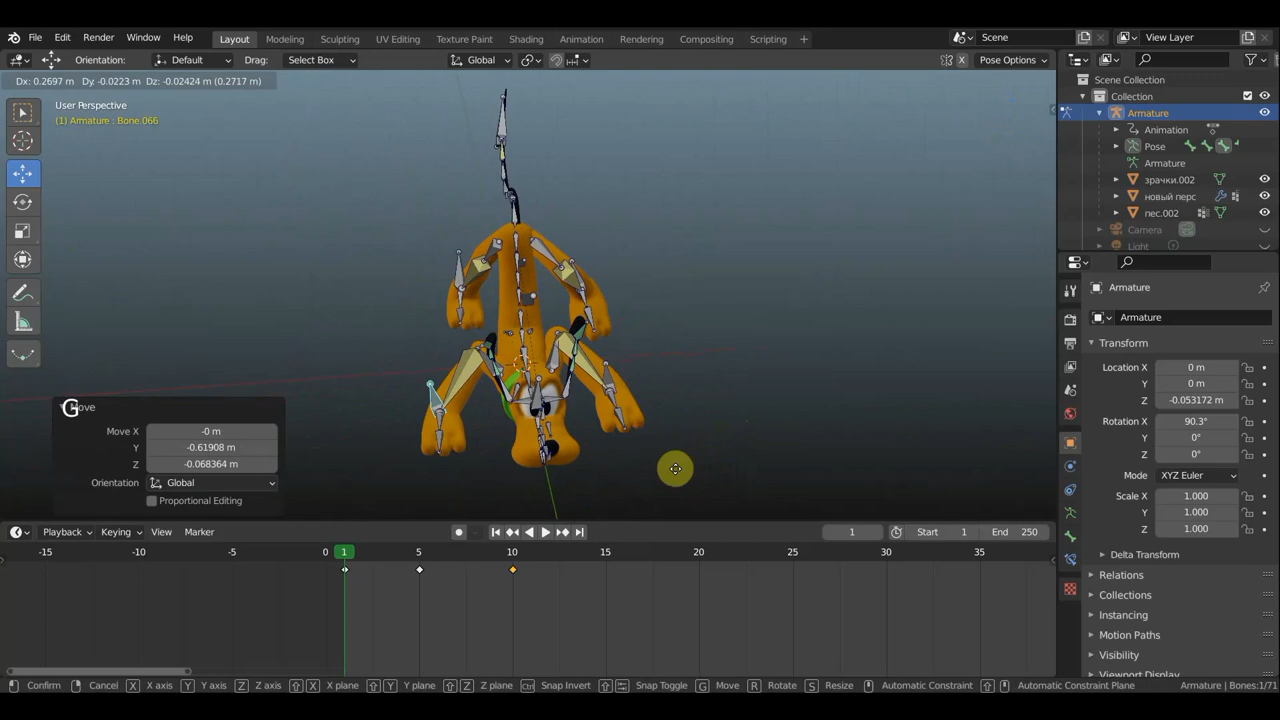 File Edit Render Window Help Layout Modeling Sculpting UV Editing Texture Paint Shading Animation Rendering Compositing Scripting + Scene View Layer
Orientation: Default Drag: Select Box Global X Pose Options
Dx: 0.2697 m Dy: -0.0223 m Dz: -0.02424 m (0.2717 m)
User Perspective
(1) Armature : Bone.066
Scene Collection
Collection
Armature
Animation
Pose
Armature
зрачки.002
новый перс
пес.002
Camera
Light
Armature
Armature
Transform
Location X 0 m
Y 0 m
Z -0.053172 m
Rotation X 90.3°
Y 0°
Z 0°
Mode XYZ Euler
Scale X 1.000
Y 1.000
Z 1.000
Delta Transform
Relations
Collections
Instancing
Motion Paths
Visibility
Viewport Display
G
Move X -0 m
Y -0.61908 m
Z -0.068364 m
Orientation Global
Proportional Editing
Playback Keying View Marker 1 Start 1 End 250
-15 -10 -5 0 1 5 10 15 20 25 30 35
Confirm Cancel X X axis Y Y axis Z Z axis X X plane Y Y plane Z Z plane Ctrl Snap Invert Snap Toggle G Move R Rotate S Resize Automatic Constraint Automatic Constraint Plane Armature | Bones:1/71